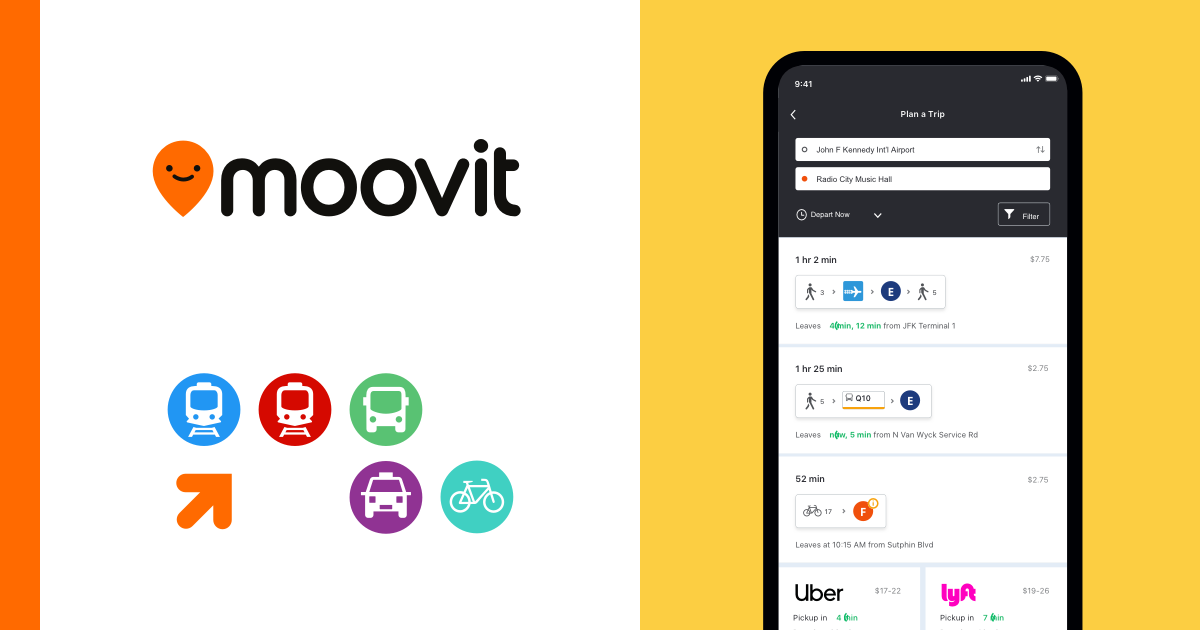 moovit
9:41
Plan a Trip
John F Kennedy Int'l Airport
Radio City Music Hall
Depart Now
Filter
1 hr 2 min
$7.75
3
E
5
Leaves 4 min, 12 min from JFK Terminal 1
1 hr 25 min
$2.75
5
Q10
E
Leaves now, 5 min from N Van Wyck Service Rd
52 min
$2.75
17
F
Leaves at 10:15 AM from Sutphin Blvd
Uber
$17-22
Pickup in 4 min
lyft
$19-26
Pickup in 7 min